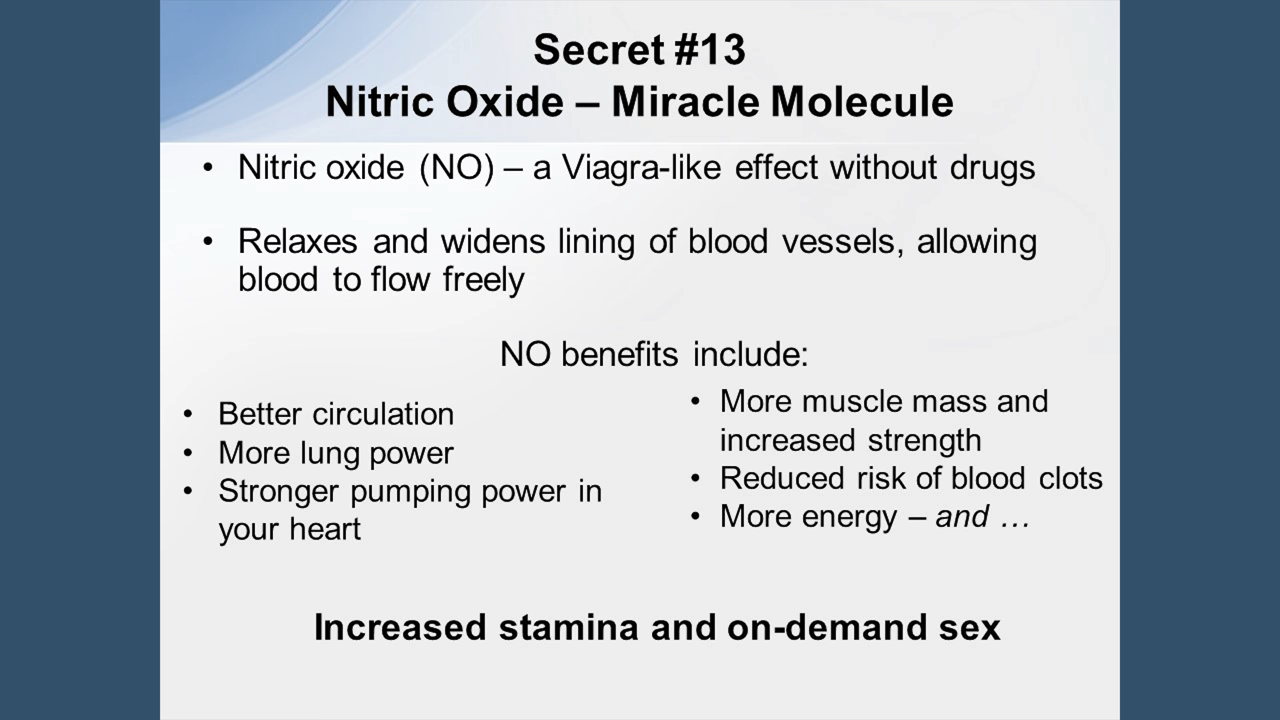 Secret #13
Nitric Oxide – Miracle Molecule
• Nitric oxide (NO) – a Viagra-like effect without drugs
• Relaxes and widens lining of blood vessels, allowing
blood to flow freely
NO benefits include:
• Better circulation
• More lung power
• Stronger pumping power in
your heart
• More muscle mass and
increased strength
• Reduced risk of blood clots
• More energy – and …
Increased stamina and on-demand sex